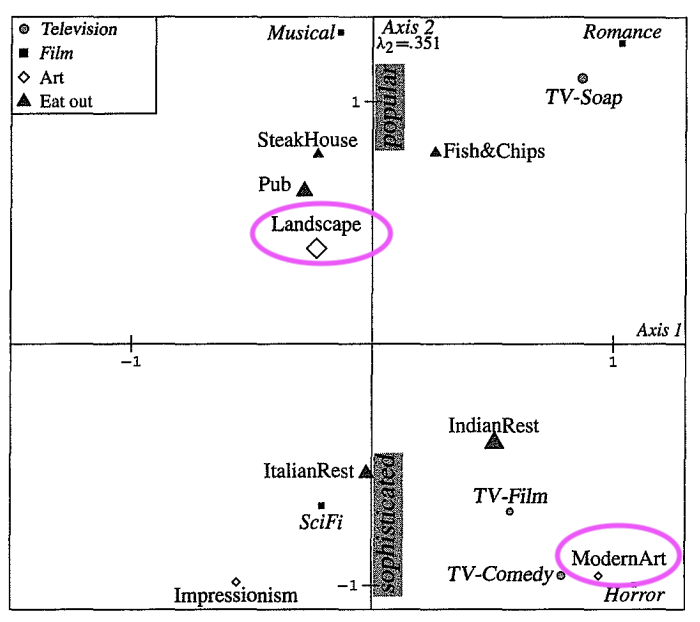 Television
Film
Art
Eat out
Musical
Axis 2
λ₂=.351
Romance
popular
TV-Soap
1
SteakHouse
Fish&Chips
Pub
Landscape
Axis 1
-1
1
IndianRest
ItalianRest
sophisticated
TV-Film
SciFi
ModernArt
TV-Comedy
Impressionism
-1
Horror